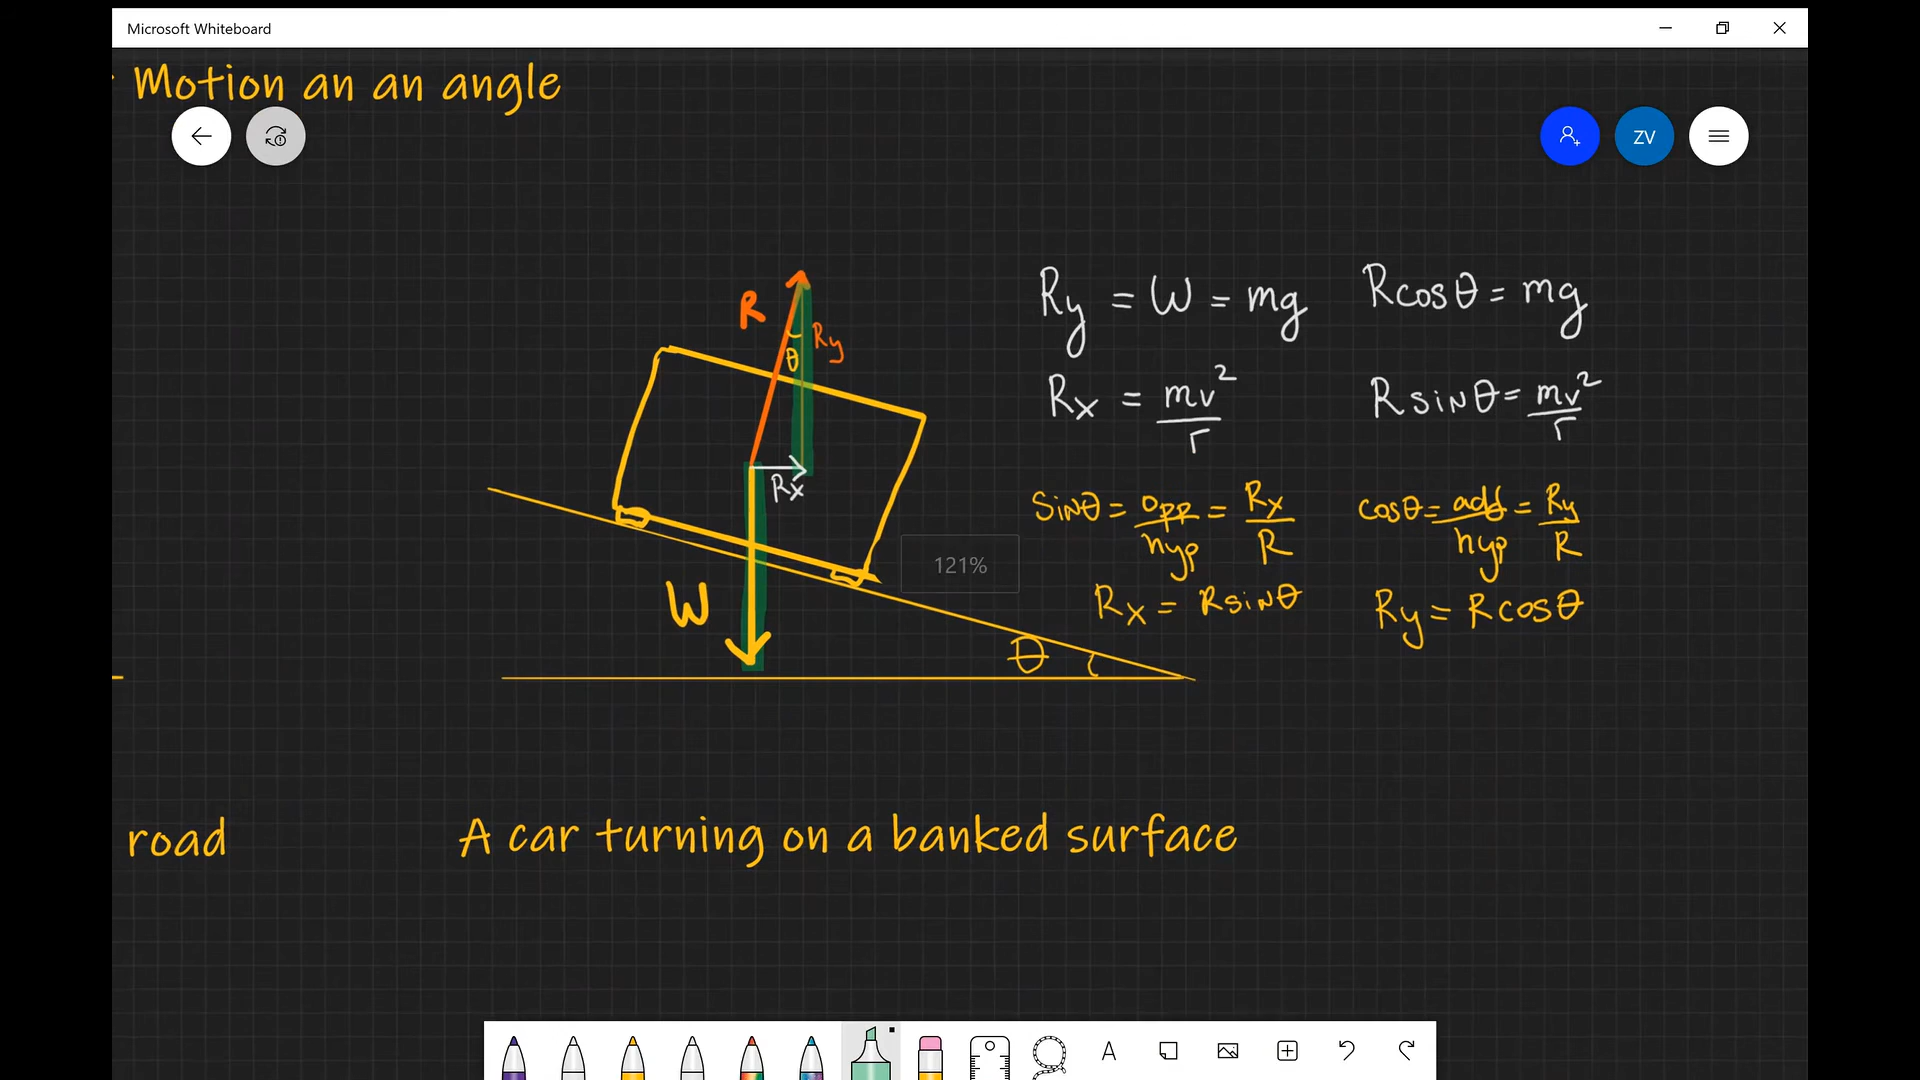 Microsoft Whiteboard
Motion an an angle
ZV
R
Ry
θ
Rx
W
θ
121%
Ry = W = mg
Rcosθ = mg
Rx = mv²/r
Rsinθ = mv²/r
Sinθ = opp/hyp = Rx/R
cosθ = adj/hyp = Ry/R
Rx = Rsinθ
Ry = Rcosθ
road
A car turning on a banked surface
A